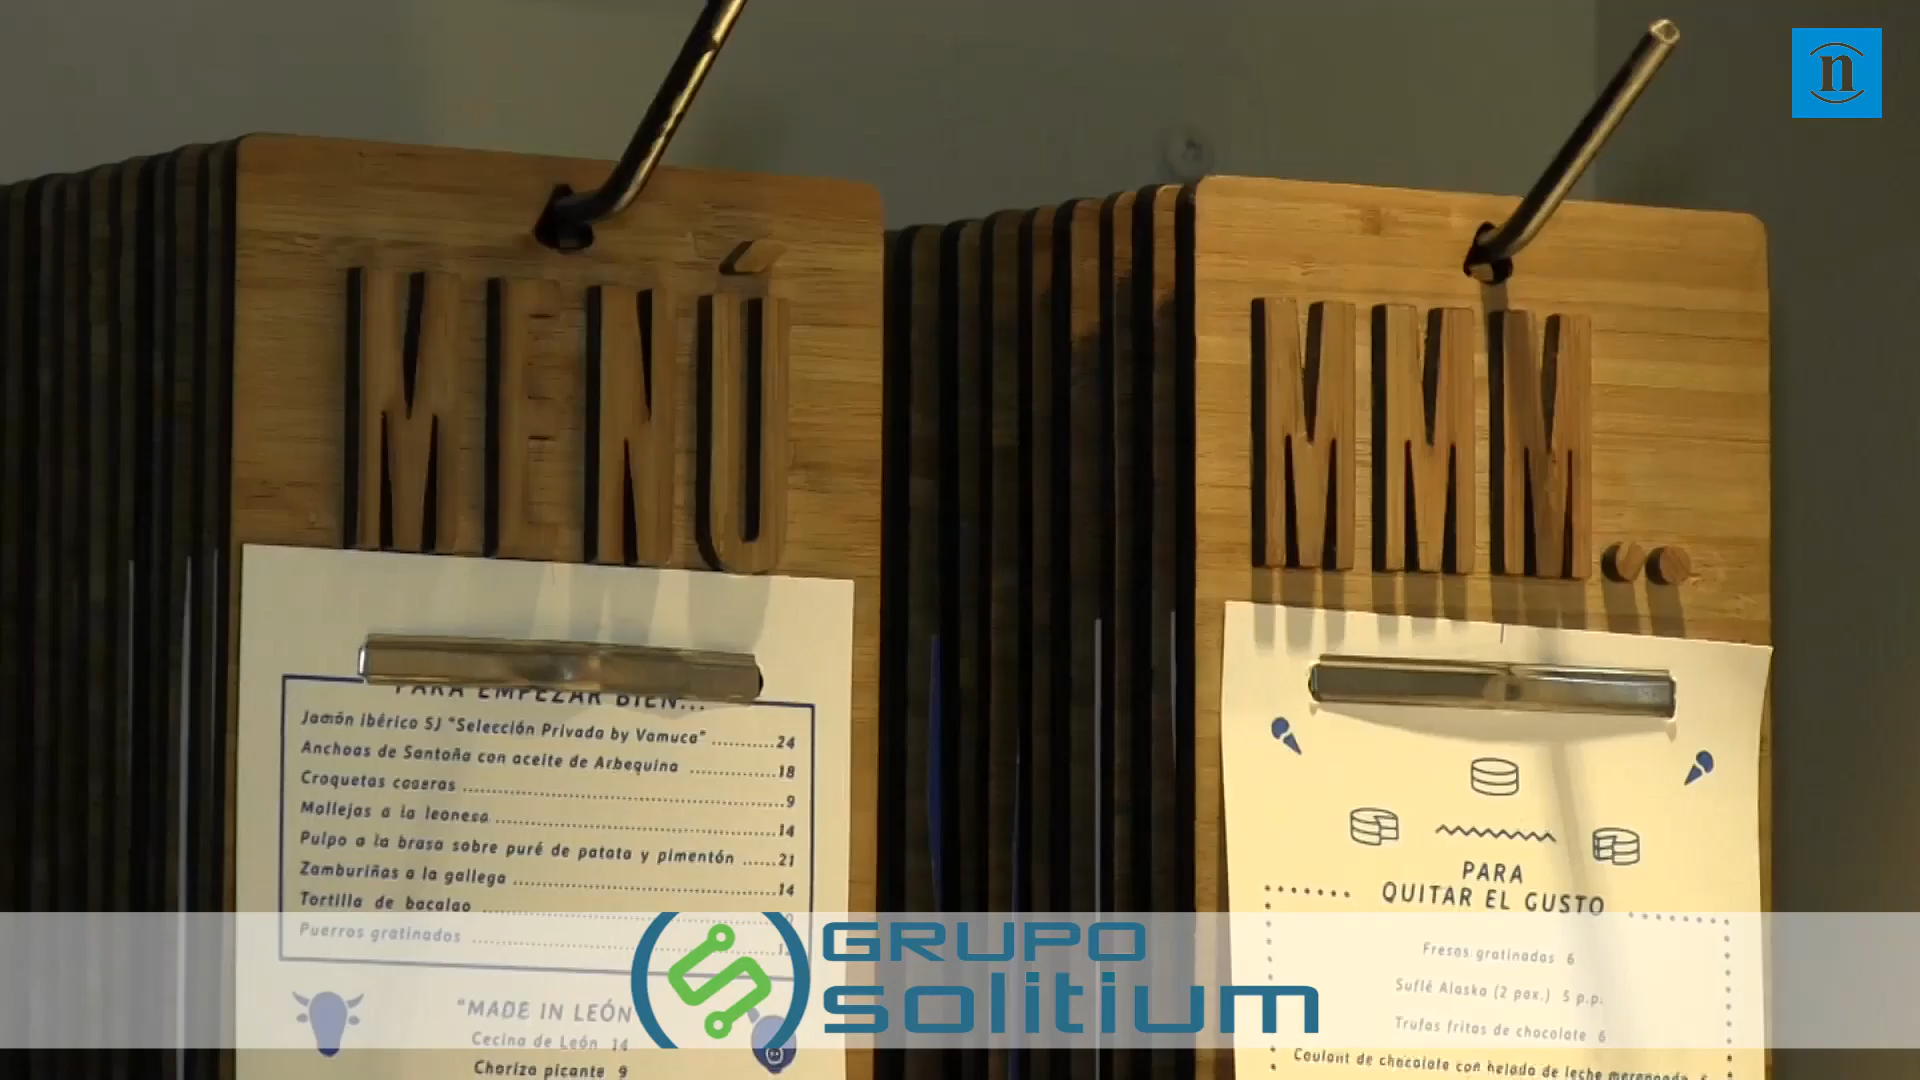 n
MENÚ
PARA EMPEZAR BIEN...
Jamón ibérico 5J "Selección Privada by Vamuca" ..........24
Anchoas de Santoña con aceite de Arbequina ............18
Croquetas caseras ..........9
Mollejas a la leonesa ..........14
Pulpo a la brasa sobre puré de patata y pimentón ......21
Zamburiñas a la gallega ..........14
Tortilla de bacalao ..........
Puerros gratinados ..........
"MADE IN LEÓN
Cecina de León 14
Chorizo picante 9
MMM..
PARA
QUITAR EL GUSTO
Fresas gratinadas 6
Suflé Alaska (2 pax.) 5 p.p.
Trufas fritas de chocolate 6
Coulant de chocolate con helado de leche merengada
GRUPO
solitium